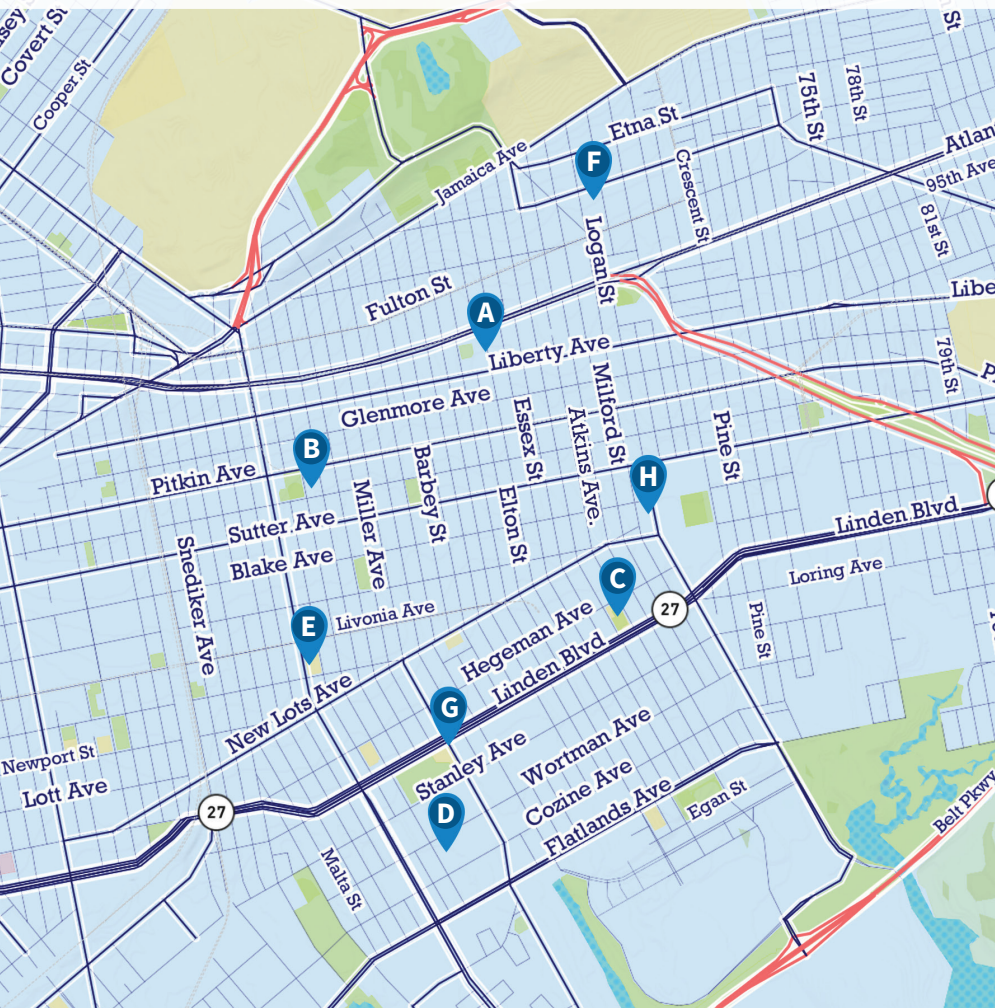 Covert St
Cooper St
St
75th St
78th St
Etna St
Jamaica Ave
F
Crescent St
95th Ave
81st St
Logan St
Fulton St
A
Liberty Ave
79th St
Glenmore Ave
Essex St
Atkins Ave.
Milford St
Pine St
B
Barbey St
H
Pitkin Ave
Miller Ave
Elton St
Sutter Ave
Linden Blvd
Blake Ave
Snediker Ave
C
Loring Ave
Livonia Ave
27
E
Hegeman Ave
Pine St
Linden Blvd
New Lots Ave
G
Newport St
Stanley Ave
Wortman Ave
Lott Ave
Cozine Ave
27
D
Flatlands Ave
Egan St
Belt Pkwy
Malta St